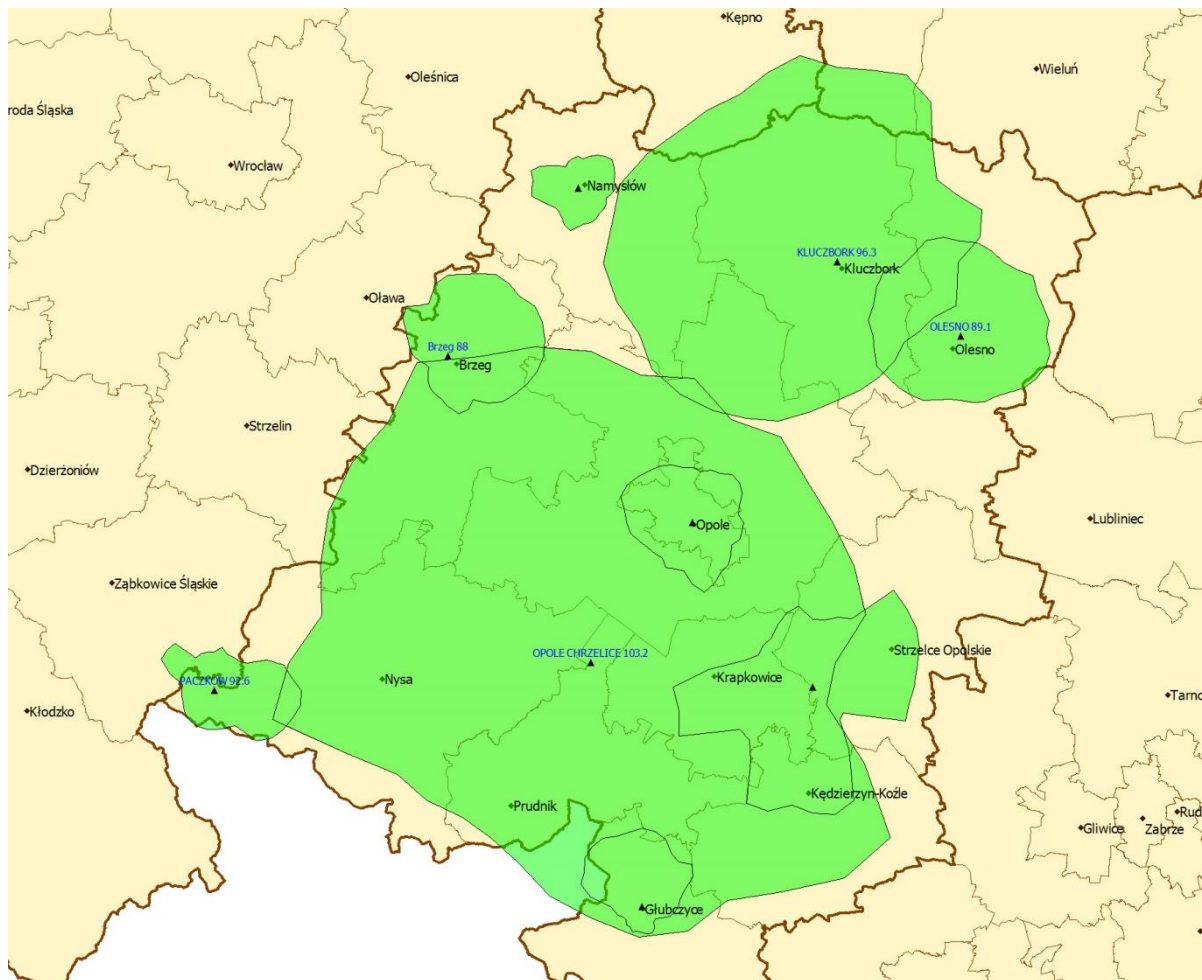 Kępno
Wieluń
Oleśnica
roda Śląska
Wrocław
Namysłów
KLUCZBORK 96.3
Kluczbork
Oława
OLESNO 89.1
Olesno
Brzeg 88
Brzeg
Strzelin
Dzierżoniów
Lubliniec
Opole
Ząbkowice Śląskie
OPOLE CHRZELICE 103.2
Strzelce Opolskie
Nysa
Krapkowice
PACZKÓW 92.6
Tarno
Kłodzko
Kędzierzyn-Koźle
Prudnik
Rud
Gliwice
Zabrze
Głubczyce